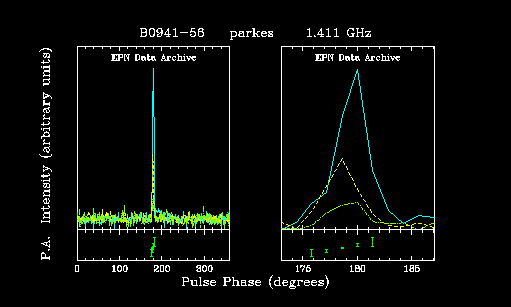 B0941-56 parkes 1.411 GHz
EPN Data Archive EPN Data Archive
P.A. Intensity (arbitrary units)
0 100 200 300 175 180 185
Pulse Phase (degrees)